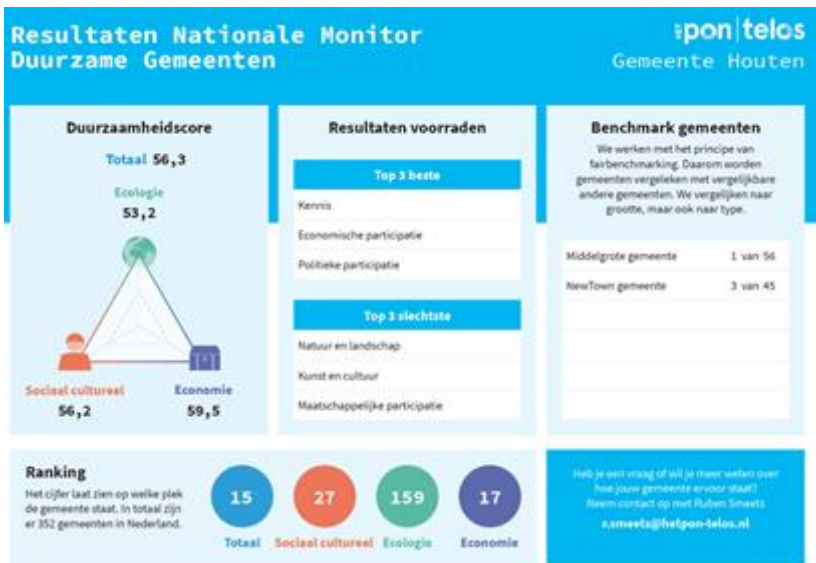 Resultaten Nationale Monitor
Duurzame Gemeenten
het pon|telos
Gemeente Houten
Duurzaamheidscore
Totaal 56,3
Ecologie
53,2
Sociaal cultureel
56,2
Economie
59,5
Resultaten voorraden
Top 3 beste
Kennis
Economische participatie
Politieke participatie
Top 3 slechtste
Natuur en landschap
Kunst en cultuur
Maatschappelijke participatie
Benchmark gemeenten
We werken met het principe van
fairbenchmarking. Daarom worden
gemeenten vergeleken met vergelijkbare
andere gemeenten. We vergelijken naar
grootte, maar ook naar type.
Middelgrote gemeente 1 van 56
NewTown gemeente 3 van 45
Ranking
Het cijfer laat zien op welke plek
de gemeente staat. In totaal zijn
er 352 gemeenten in Nederland.
15
Totaal
27
Sociaal cultureel
159
Ecologie
17
Economie
Heb je een vraag of wil je meer weten over
hoe jouw gemeente ervoor staat?
Neem contact op met Ruben Smeets
r.smeets@hetpon-telos.nl